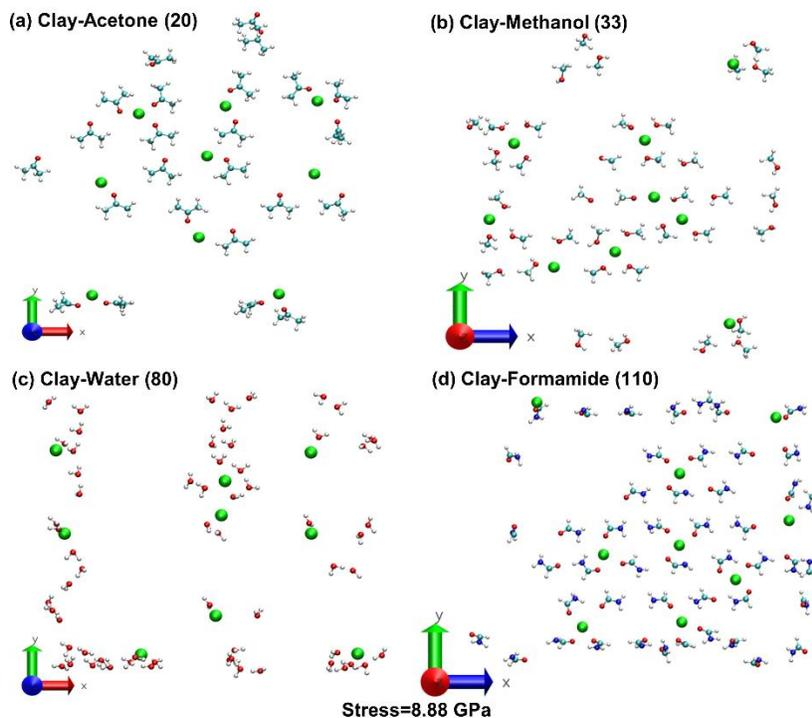 (a) Clay-Acetone (20)
(b) Clay-Methanol (33)
y
x
y
x
(c) Clay-Water (80)
(d) Clay-Formamide (110)
y
x
y
x
Stress=8.88 GPa